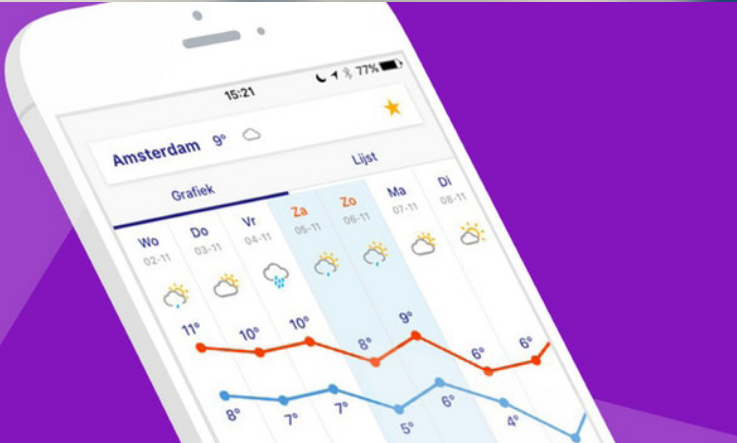 15:21 77%
Amsterdam 9°
Grafiek Lijst
Wo Do Vr Za Zo Ma Di
02-11 03-11 04-11 05-11 06-11 07-11 08-11
11° 10° 10° 8° 9° 6° 6°
8° 7° 7° 5° 6° 4°